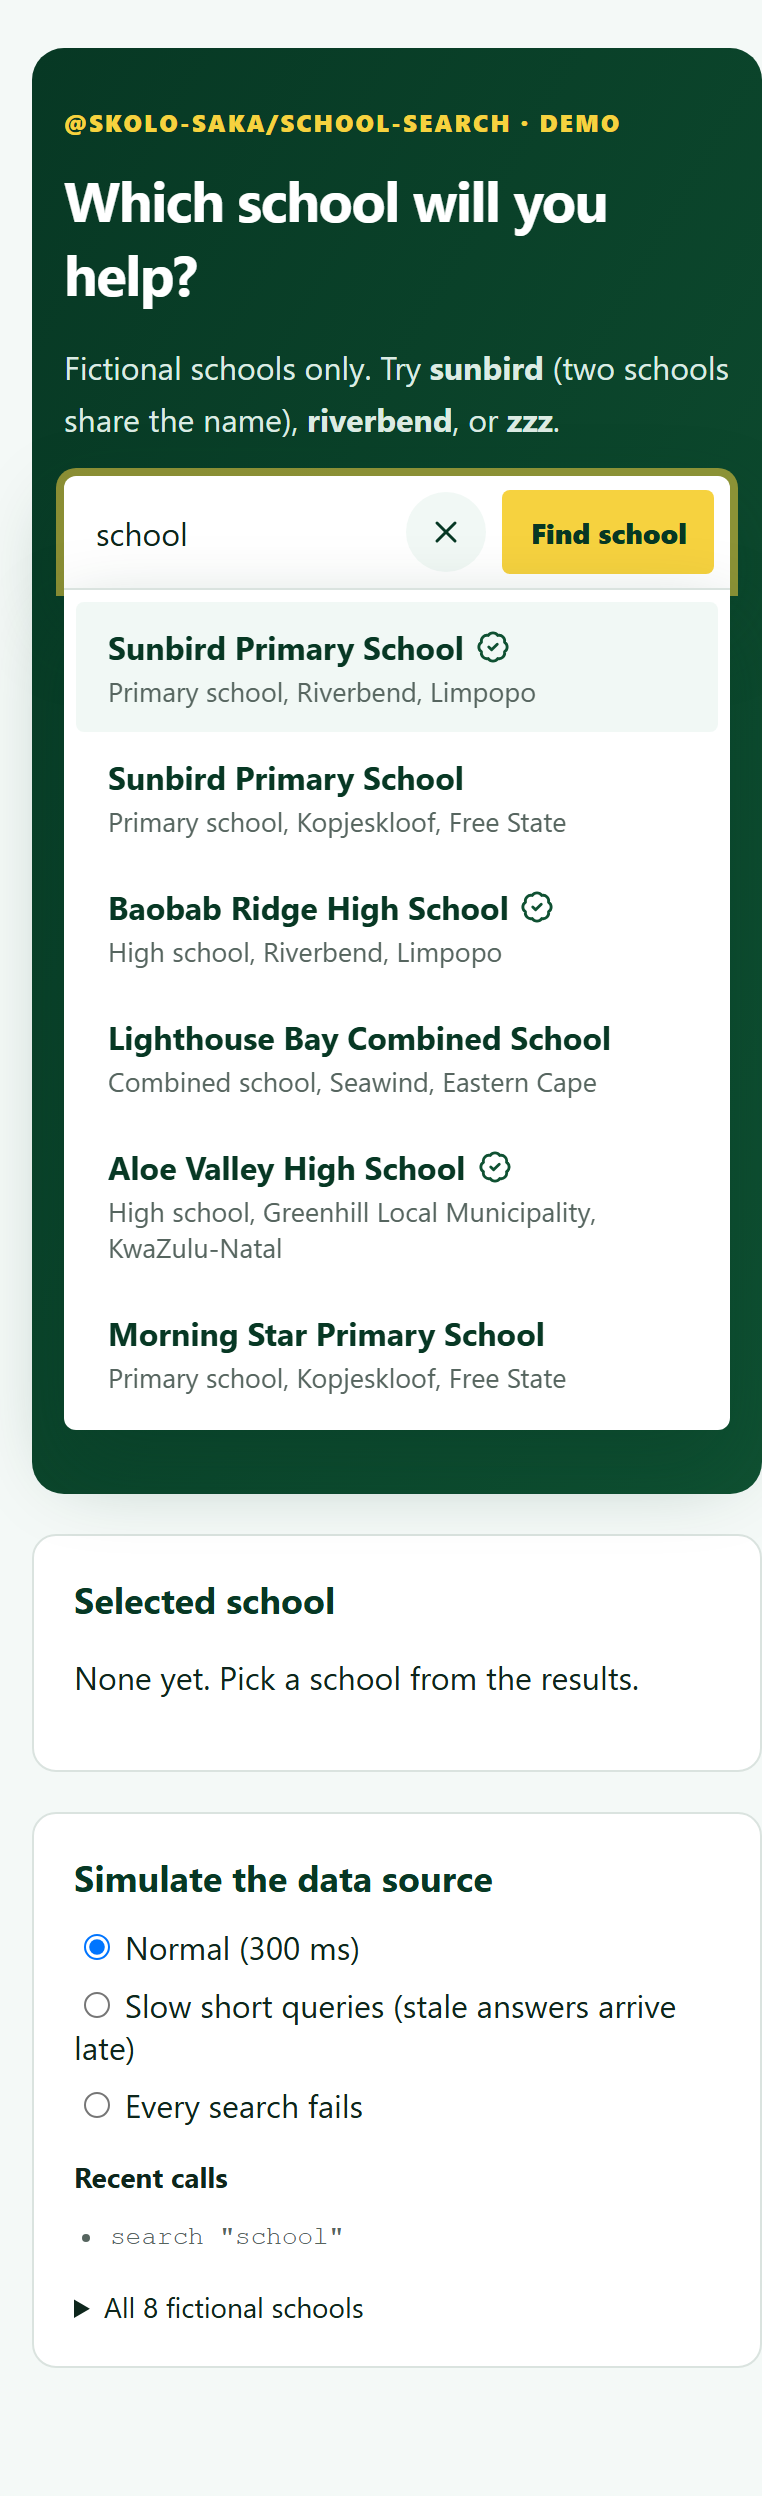 @SKOLO-SAKA/SCHOOL-SEARCH · DEMO
Which school will you
help?
Fictional schools only. Try sunbird (two schools
share the name), riverbend, or zzz.
school
Find school
Sunbird Primary School
Primary school, Riverbend, Limpopo
Sunbird Primary School
Primary school, Kopjeskloof, Free State
Baobab Ridge High School
High school, Riverbend, Limpopo
Lighthouse Bay Combined School
Combined school, Seawind, Eastern Cape
Aloe Valley High School
High school, Greenhill Local Municipality,
KwaZulu-Natal
Morning Star Primary School
Primary school, Kopjeskloof, Free State
Selected school
None yet. Pick a school from the results.
Simulate the data source
Normal (300 ms)
Slow short queries (stale answers arrive
late)
Every search fails
Recent calls
search "school"
All 8 fictional schools